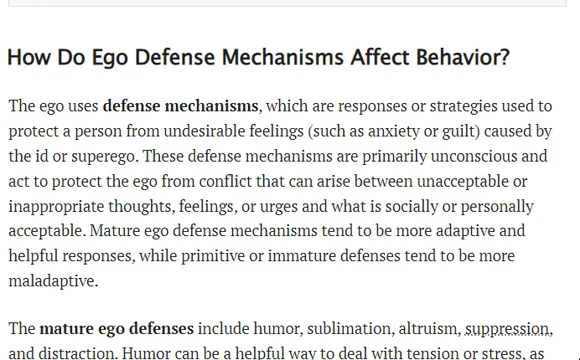 How Do Ego Defense Mechanisms Affect Behavior?
The ego uses defense mechanisms, which are responses or strategies used to
protect a person from undesirable feelings (such as anxiety or guilt) caused by
the id or superego. These defense mechanisms are primarily unconscious and
act to protect the ego from conflict that can arise between unacceptable or
inappropriate thoughts, feelings, or urges and what is socially or personally
acceptable. Mature ego defense mechanisms tend to be more adaptive and
helpful responses, while primitive or immature defenses tend to be more
maladaptive.
The mature ego defenses include humor, sublimation, altruism, suppression,
and distraction. Humor can be a helpful way to deal with tension or stress, as